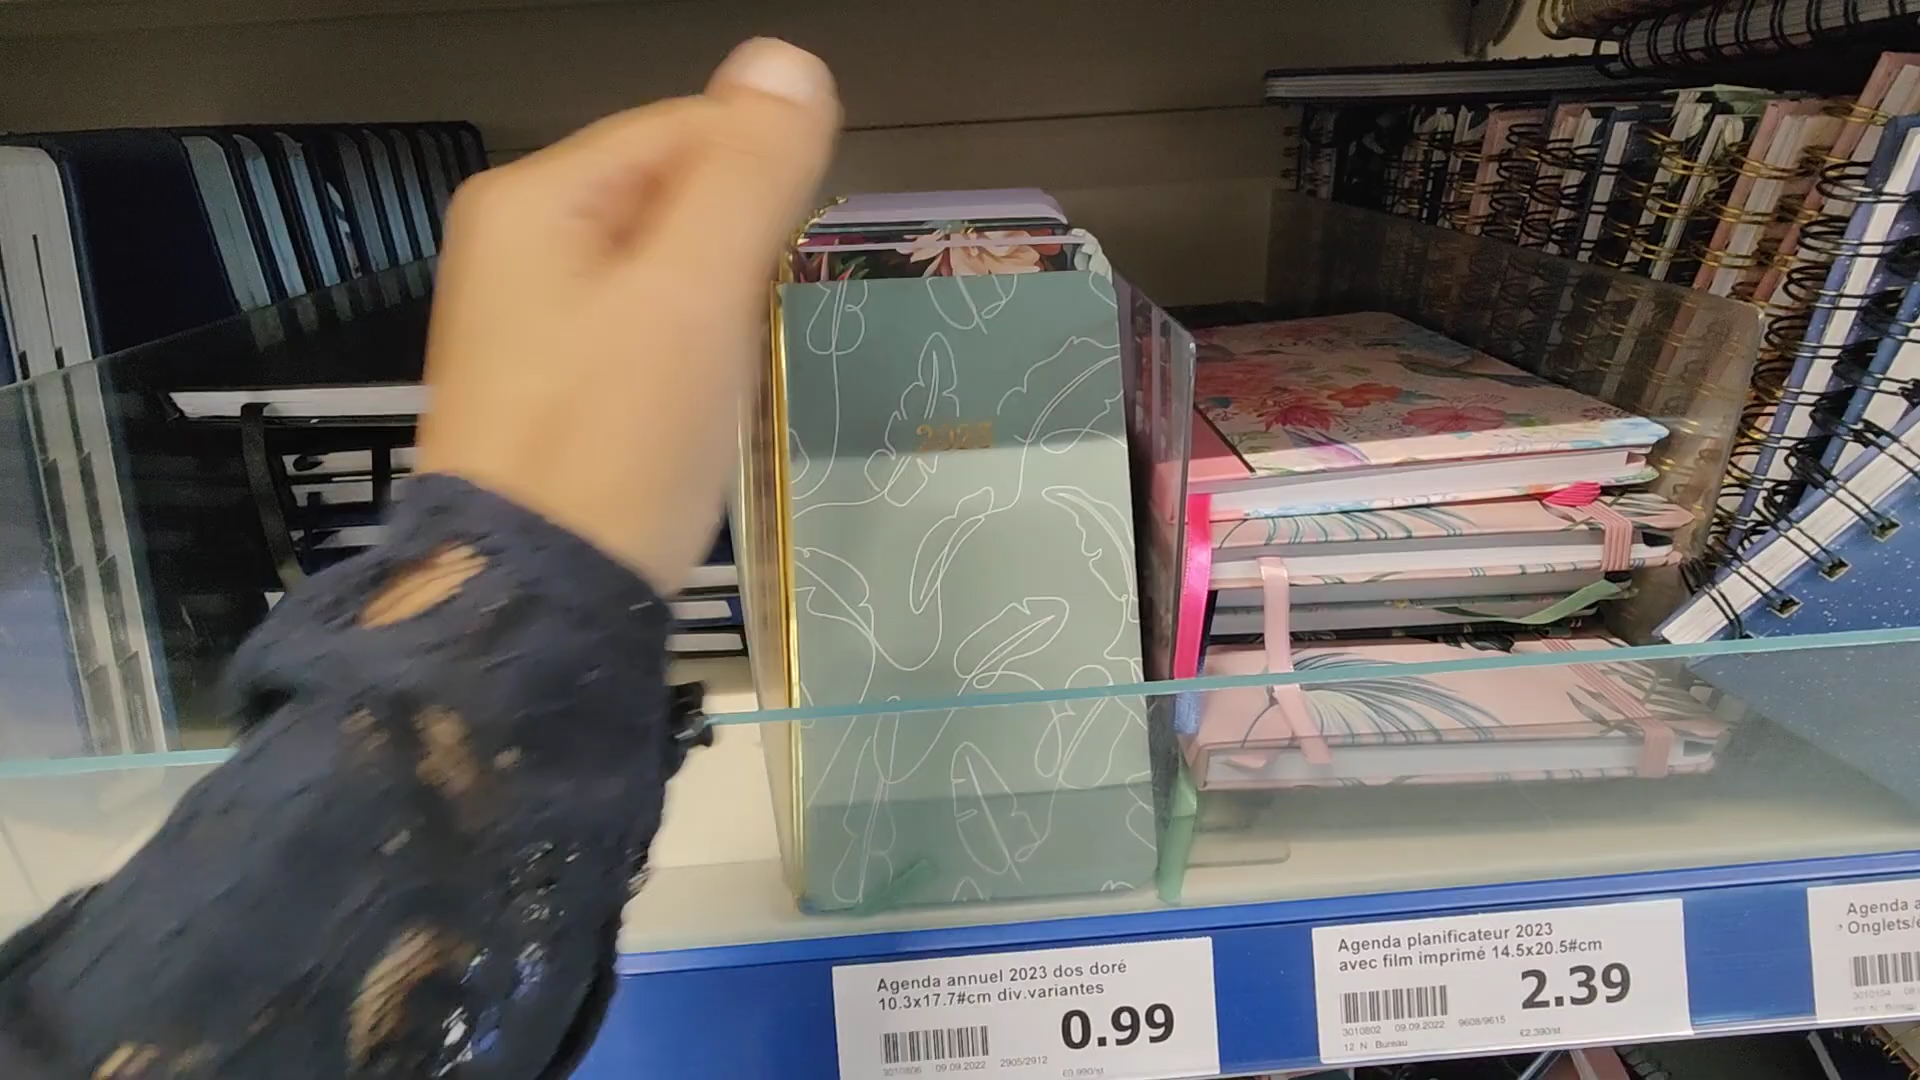 2023
Agenda annuel 2023 dos doré
10.3x17.7#cm div.variantes
0.99
3010806 09.09.2022 2905/2912
€0.990/st
Agenda planificateur 2023
avec film imprimé 14.5x20.5#cm
2.39
3010802 09.09.2022 9608/9615
€2.390/st
12 N Bureau
Agenda
Onglets/
3010104